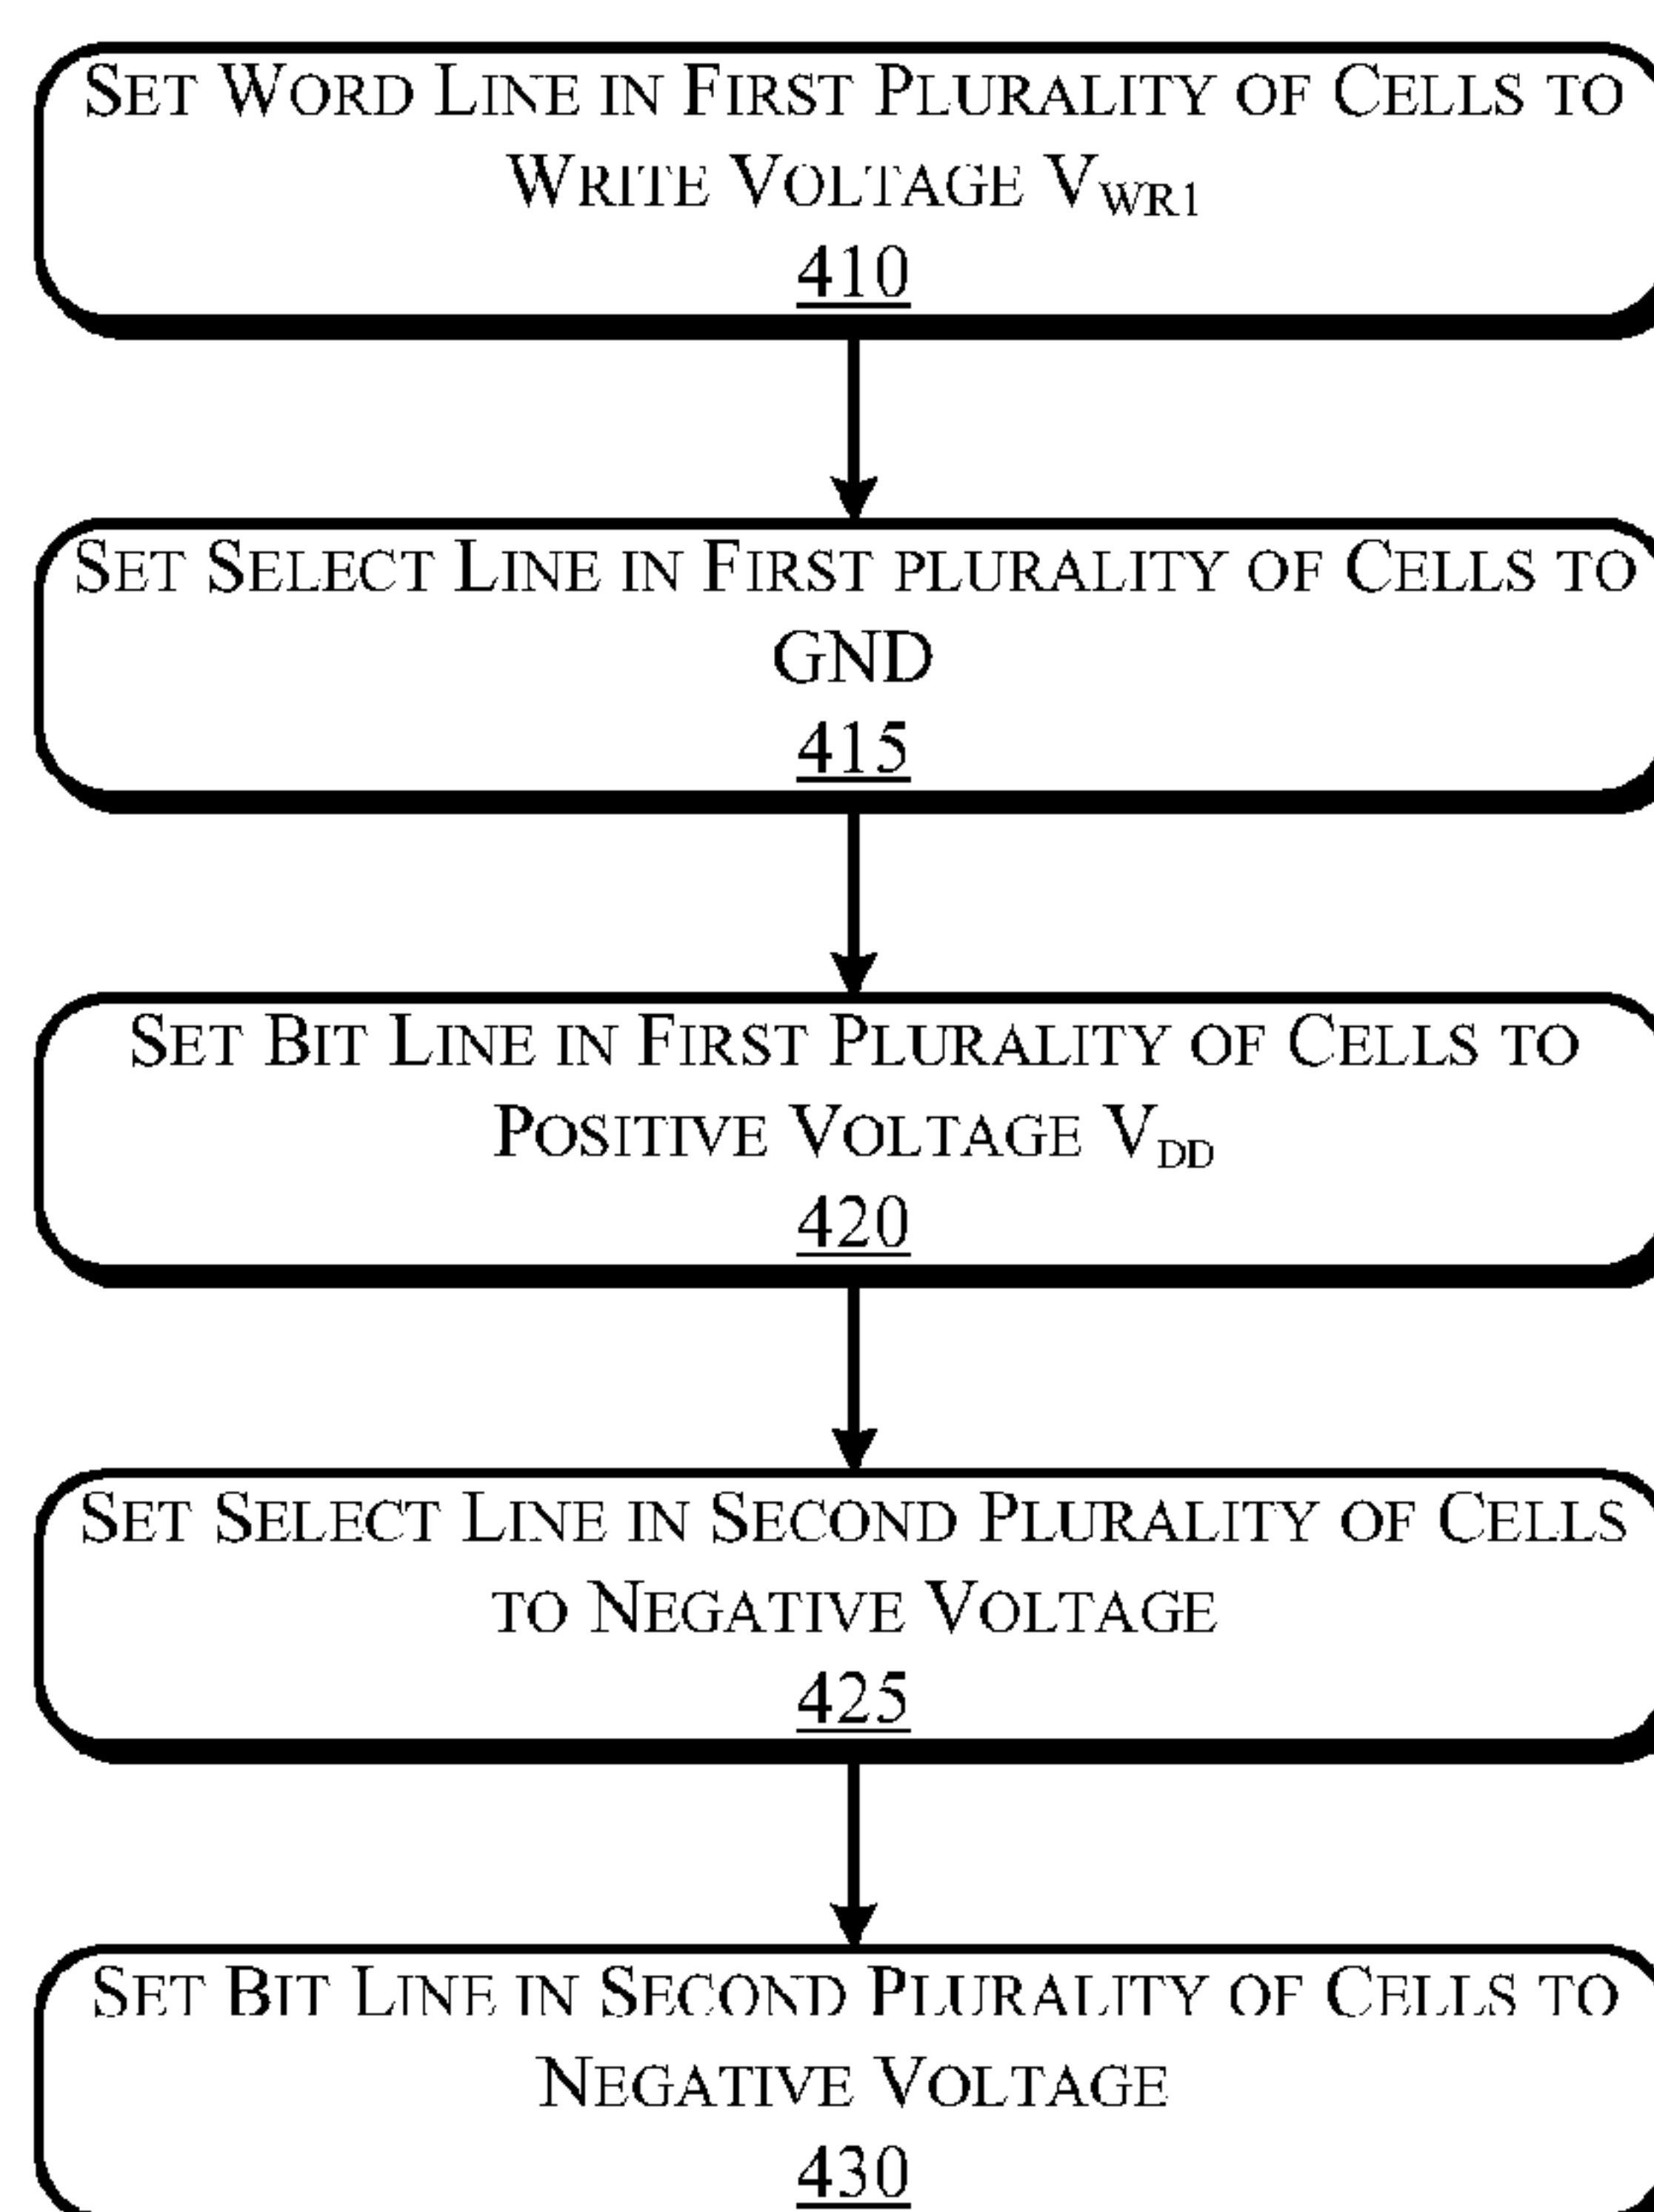 SET WORD LINE IN FIRST PLURALITY OF CELLS TO
WRITE VOLTAGE VWR1
410
SET SELECT LINE IN FIRST PLURALITY OF CELLS TO
GND
415
SET BIT LINE IN FIRST PLURALITY OF CELLS TO
POSITIVE VOLTAGE VDD
420
SET SELECT LINE IN SECOND PLURALITY OF CELLS
TO NEGATIVE VOLTAGE
425
SET BIT LINE IN SECOND PLURALITY OF CELLS TO
NEGATIVE VOLTAGE
430